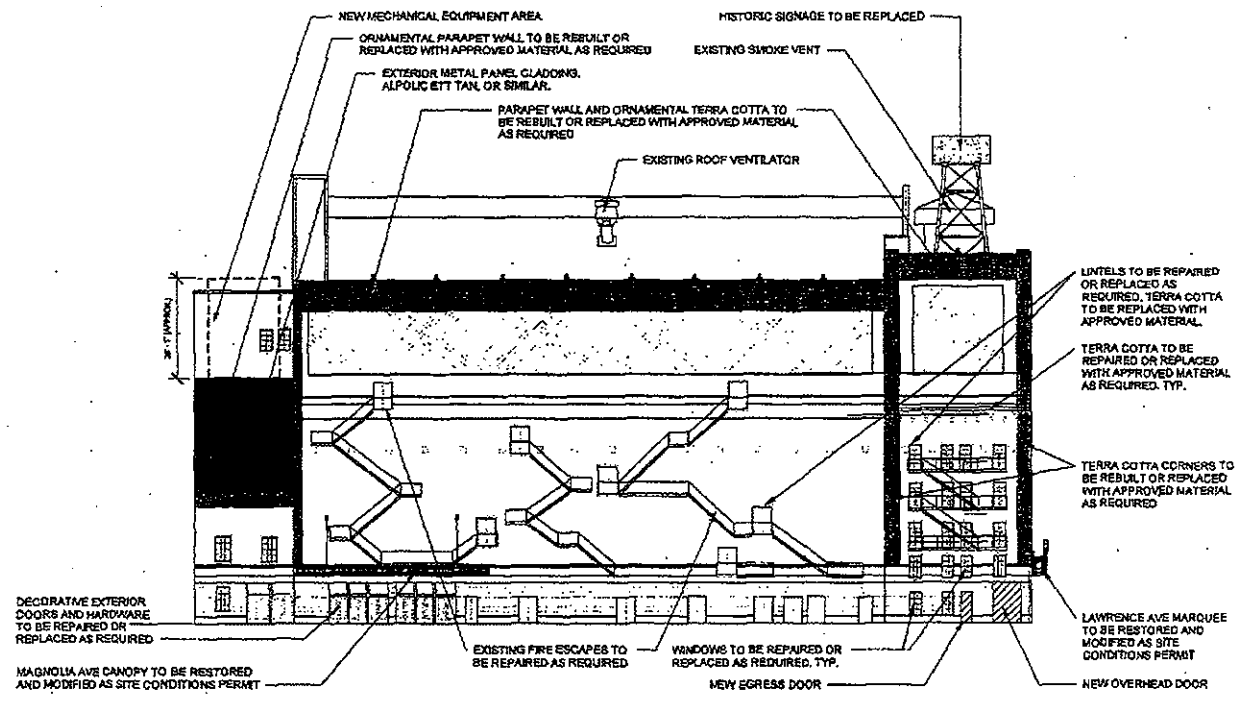 NEW MECHANICAL EQUIPMENT AREA
ORNAMENTAL PARAPET WALL TO BE REBUILT OR
REPLACED WITH APPROVED MATERIAL AS REQUIRED
EXTERIOR METAL PANEL CLADDING,
ALPOLIC ETT TAN, OR SIMILAR.
PARAPET WALL AND ORNAMENTAL TERRA COTTA TO
BE REBUILT OR REPLACED WITH APPROVED MATERIAL
AS REQUIRED
EXISTING ROOF VENTILATOR
HISTORIC SIGNAGE TO BE REPLACED
EXISTING SMOKE VENT
LINTELS TO BE REPAIRED
OR REPLACED AS
REQUIRED, TERRA COTTA
TO BE REPLACED WITH
APPROVED MATERIAL.
TERRA COTTA TO BE
REPAIRED OR REPLACED
WITH APPROVED MATERIAL
AS REQUIRED, TYP.
TERRA COTTA CORNERS TO
BE REBUILT OR REPLACED
WITH APPROVED MATERIAL
AS REQUIRED
LAWRENCE AVE MARQUEE
TO BE RESTORED AND
MODIFIED AS SITE
CONDITIONS PERMIT
NEW OVERHEAD DOOR
DECORATIVE EXTERIOR
DOORS AND HARDWARE
TO BE REPAIRED OR
REPLACED AS REQUIRED
MAGNOLIA AVE CANOPY TO BE RESTORED
AND MODIFIED AS SITE CONDITIONS PERMIT
EXISTING FIRE ESCAPES TO
BE REPAIRED AS REQUIRED
WINDOWS TO BE REPAIRED OR
REPLACED AS REQUIRED, TYP.
NEW EGRESS DOOR